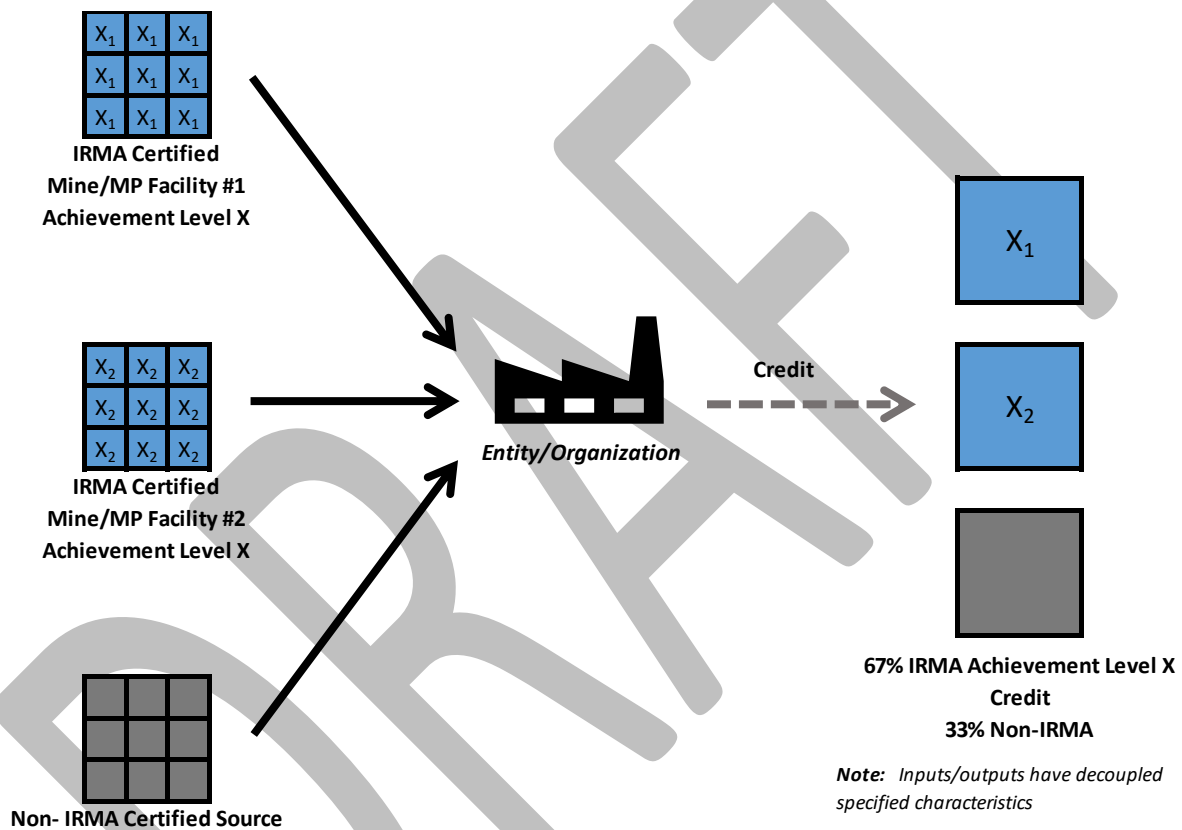 X₁ X₁ X₁
X₁ X₁ X₁
X₁ X₁ X₁
IRMA Certified
Mine/MP Facility #1
Achievement Level X
X₂ X₂ X₂
X₂ X₂ X₂
X₂ X₂ X₂
IRMA Certified
Mine/MP Facility #2
Achievement Level X
Non- IRMA Certified Source
Entity/Organization
Credit
X₁
X₂
67% IRMA Achievement Level X
Credit
33% Non-IRMA
Note: Inputs/outputs have decoupled
specified characteristics
DRAFT